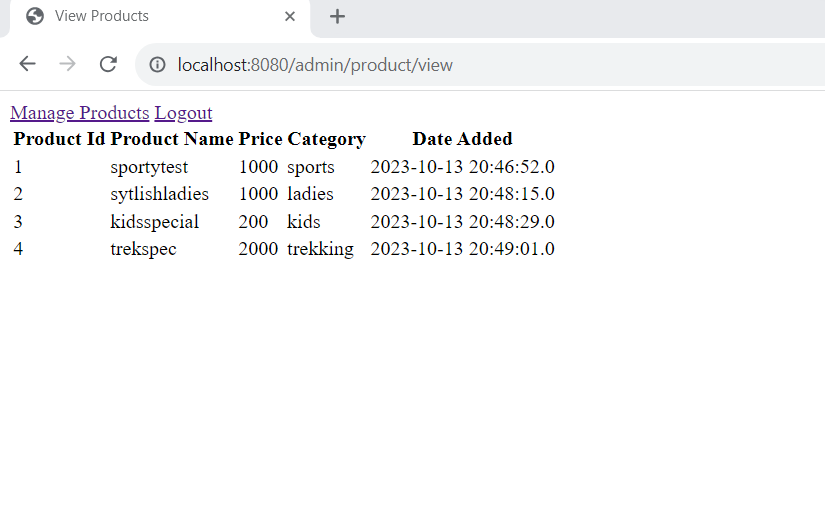 View Products
localhost:8080/admin/product/view
Manage Products Logout
Product Id Product Name Price Category Date Added
1 sportytest 1000 sports 2023-10-13 20:46:52.0
2 sytlishladies 1000 ladies 2023-10-13 20:48:15.0
3 kidsspecial 200 kids 2023-10-13 20:48:29.0
4 trekspec 2000 trekking 2023-10-13 20:49:01.0